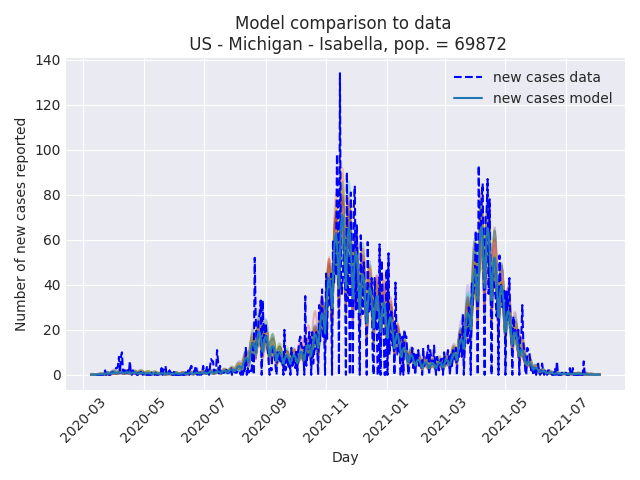 Model comparison to data
US - Michigan - Isabella, pop. = 69872
140
120
100
80
60
40
20
0
Number of new cases reported
new cases data
new cases model
2020-03
2020-05
2020-07
2020-09
2020-11
2021-01
2021-03
2021-05
2021-07
Day